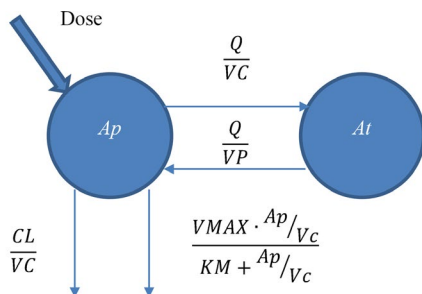 Dose
Q/VC
Ap
At
Q/VP
CL/VC
VMAX · Ap/Vc
KM + Ap/Vc